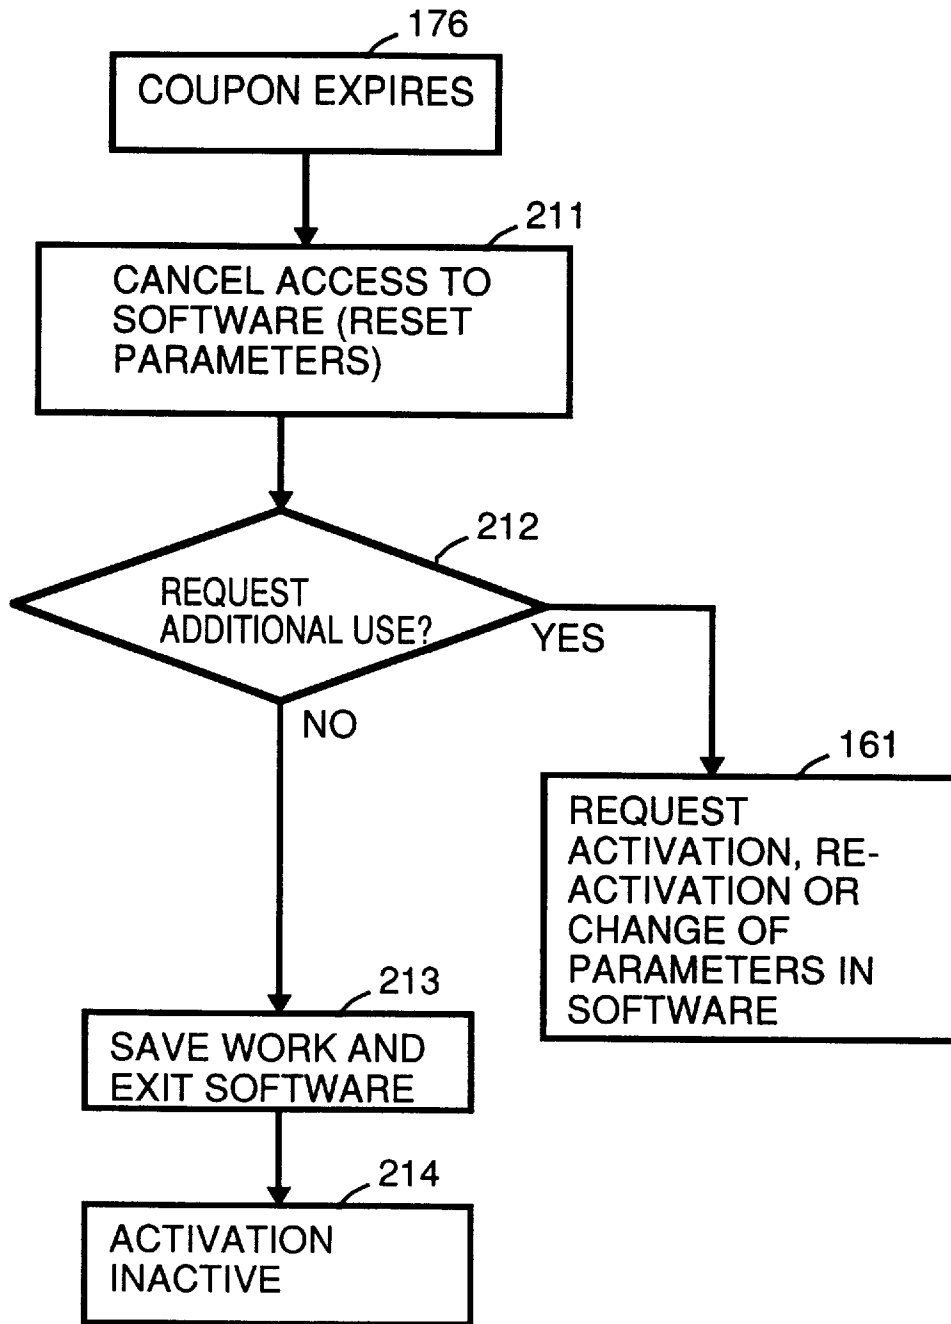 176
COUPON EXPIRES
211
CANCEL ACCESS TO
SOFTWARE (RESET
PARAMETERS)
212
REQUEST
ADDITIONAL USE?
YES
NO
161
REQUEST
ACTIVATION, RE-
ACTIVATION OR
CHANGE OF
PARAMETERS IN
SOFTWARE
213
SAVE WORK AND
EXIT SOFTWARE
214
ACTIVATION
INACTIVE